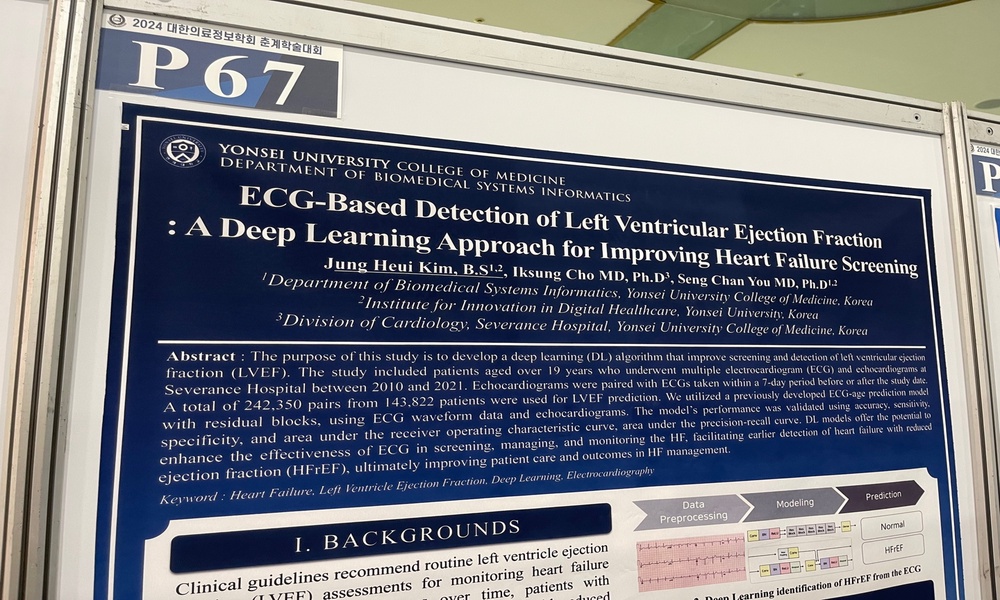 2024 대한의료정보학회 춘계학술대회
P 67
YONSEI UNIVERSITY COLLEGE OF MEDICINE
DEPARTMENT OF BIOMEDICAL SYSTEMS INFORMATICS
ECG-Based Detection of Left Ventricular Ejection Fraction
: A Deep Learning Approach for Improving Heart Failure Screening
Jung Heui Kim, B.S¹,², Iksung Cho MD, Ph.D³, Seng Chan You MD, Ph.D¹,²
¹Department of Biomedical Systems Informatics, Yonsei University College of Medicine, Korea
²Institute for Innovation in Digital Healthcare, Yonsei University, Korea
³Division of Cardiology, Severance Hospital, Yonsei University College of Medicine, Korea
Abstract : The purpose of this study is to develop a deep learning (DL) algorithm that improve screening and detection of left ventricular ejection
fraction (LVEF). The study included patients aged over 19 years who underwent multiple electrocardiogram (ECG) and echocardiograms at
Severance Hospital between 2010 and 2021. Echocardiograms were paired with ECGs taken within a 7-day period before or after the study date.
A total of 242,350 pairs from 143,822 patients were used for LVEF prediction. We utilized a previously developed ECG-age prediction model
with residual blocks, using ECG waveform data and echocardiograms. The model's performance was validated using accuracy, sensitivity,
specificity, and area under the receiver operating characteristic curve, area under the precision-recall curve. DL models offer the potential to
enhance the effectiveness of ECG in screening, managing, and monitoring the HF, facilitating earlier detection of heart failure with reduced
ejection fraction (HFrEF), ultimately improving patient care and outcomes in HF management.
Keyword : Heart Failure, Left Ventricle Ejection Fraction, Deep Learning, Electrocardiography
I. BACKGROUNDS
Clinical guidelines recommend routine left ventricle ejection
(LVEF) assessments for monitoring heart failure
over time, patients with
Data
Preprocessing
Modeling
Prediction
Normal
HFrEF
Deep Learning identification of HFrEF from the ECG
2024
P